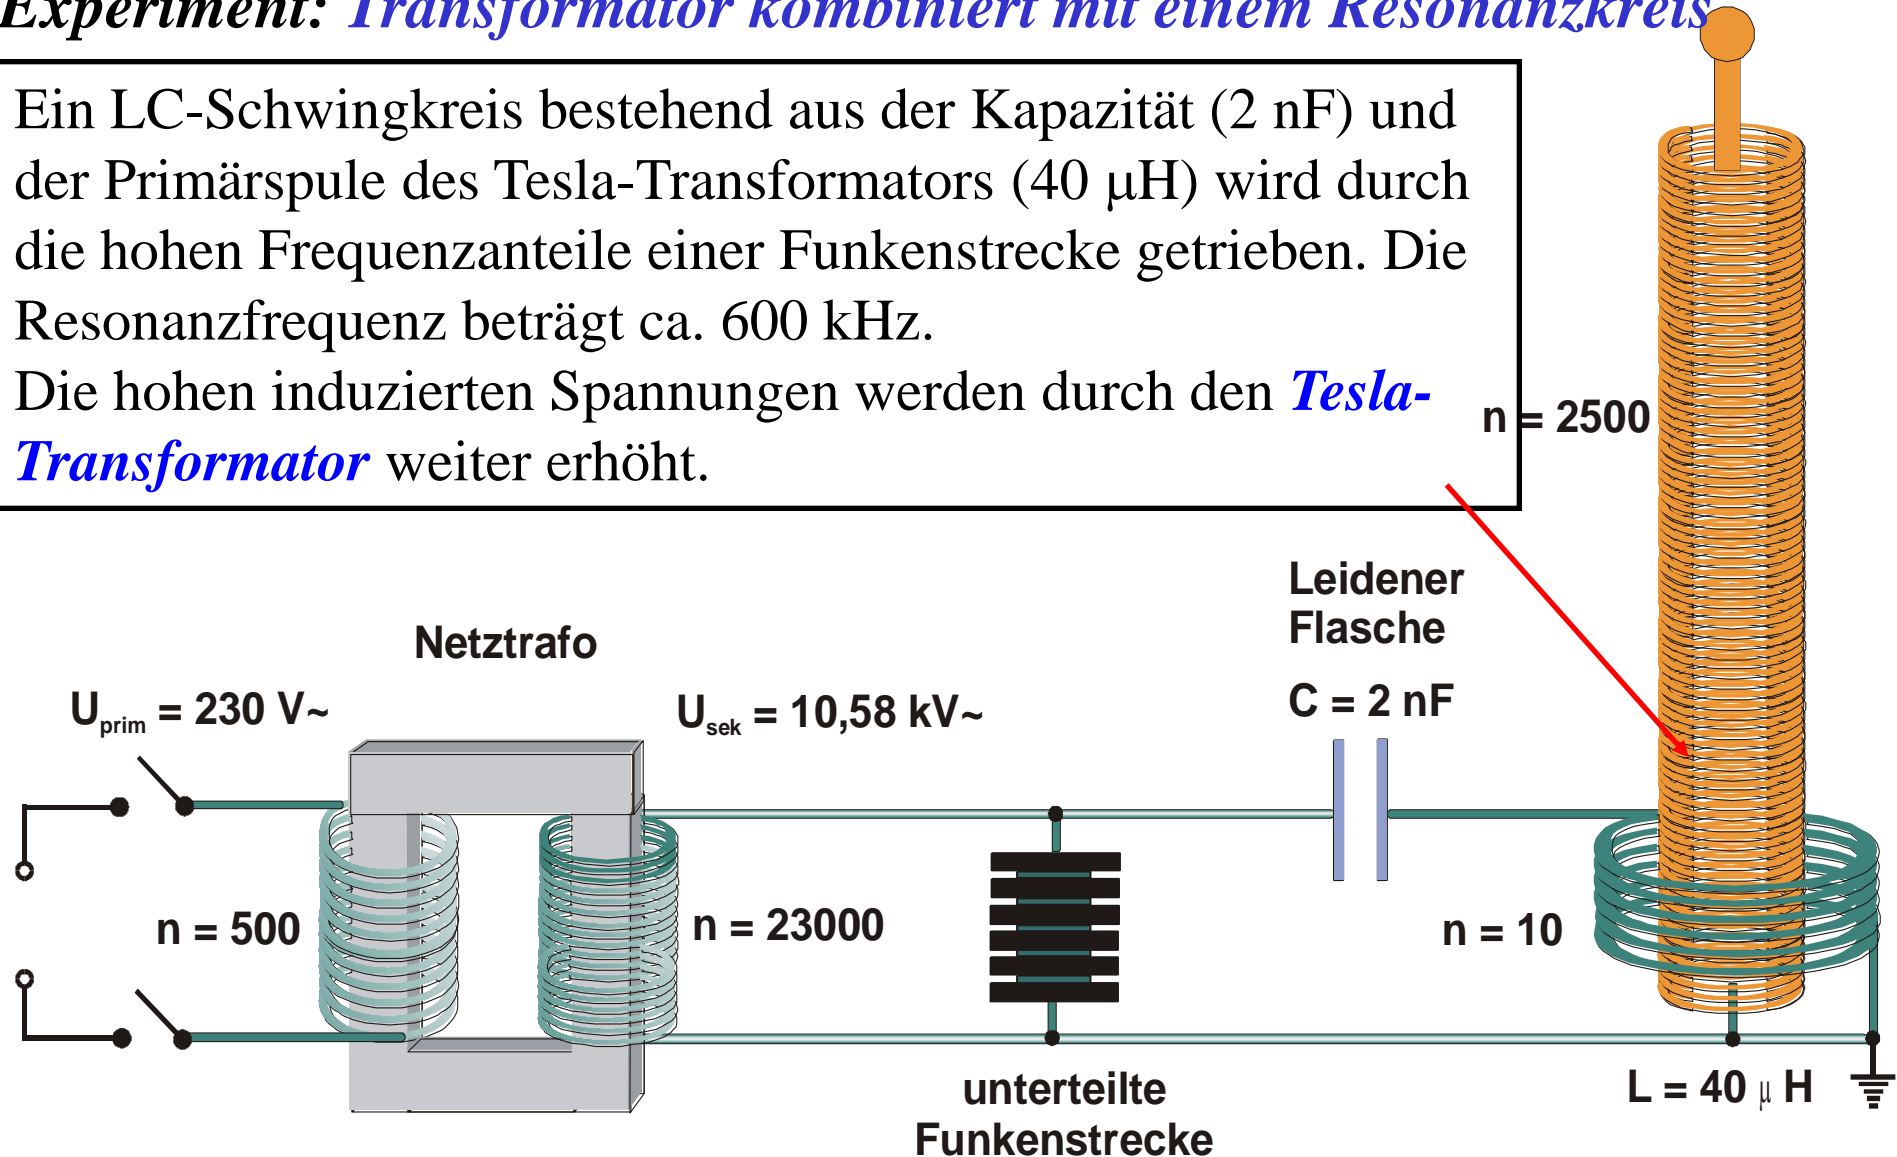 Experiment: Transformator kombiniert mit einem Resonanzkreis
Ein LC-Schwingkreis bestehend aus der Kapazität (2 nF) und
der Primärspule des Tesla-Transformators (40 μH) wird durch
die hohen Frequenzanteile einer Funkenstrecke getrieben. Die
Resonanzfrequenz beträgt ca. 600 kHz.
Die hohen induzierten Spannungen werden durch den Tesla-
Transformator weiter erhöht.
n = 2500
Leidener
Flasche
C = 2 nF
Netztrafo
Uprim = 230 V~
Usek = 10,58 kV~
n = 500
n = 23000
n = 10
unterteilte
Funkenstrecke
L = 40 μ H